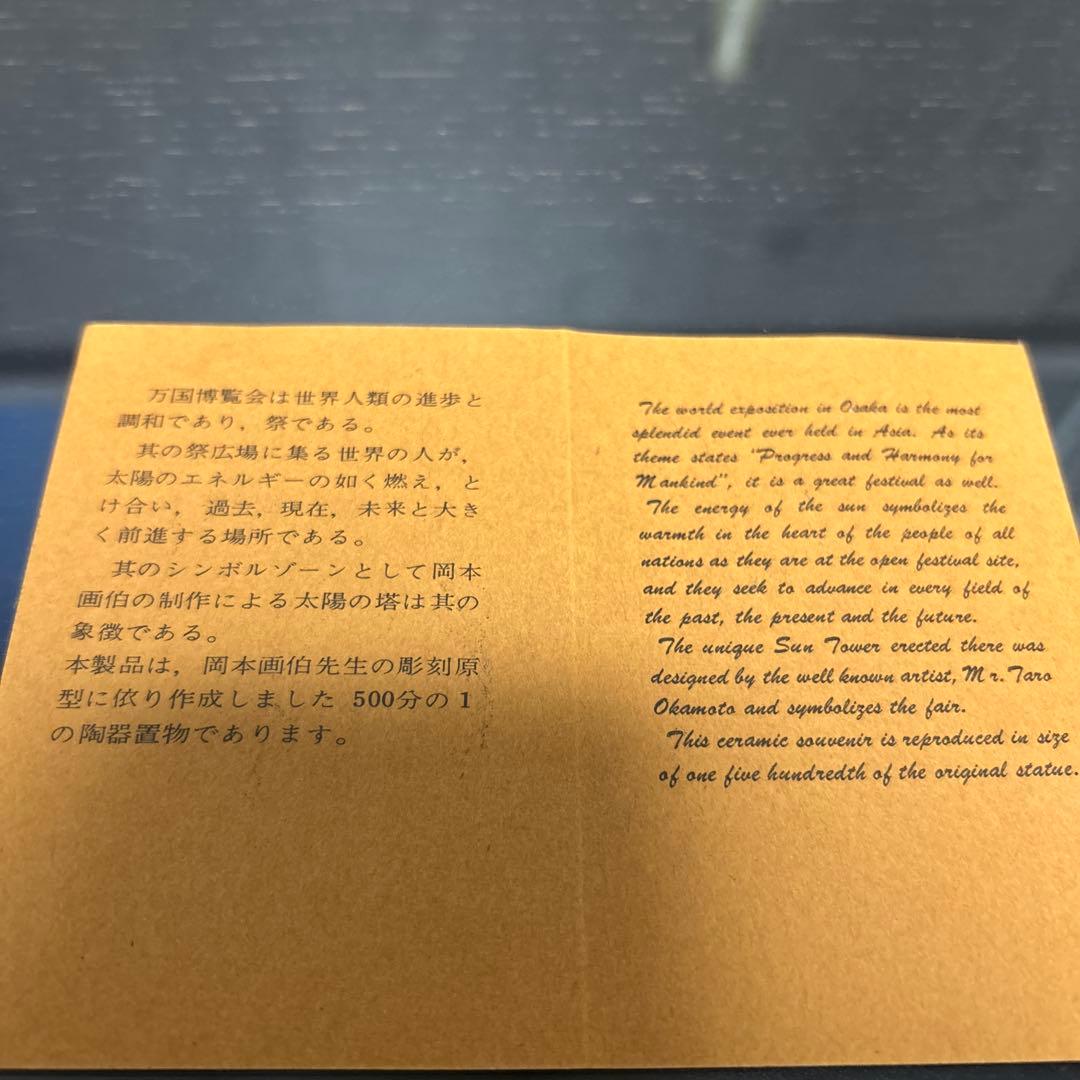 万国博覧会は世界人類の進歩と
調和であり，祭である。
其の祭広場に集る世界の人が，
太陽のエネルギーの如く燃え，と
け合い，過去，現在，未来と大き
く前進する場所である。
其のシンボルゾーンとして岡本
画伯の制作による太陽の塔は其の
象徴である。
本製品は，岡本画伯先生の彫刻原
型に依り作成しました 500分の1
の陶器置物であります。
The world exposition in Osaka is the most
splendid event ever held in Asia. As its
theme states "Progress and Harmony for
Mankind", it is a great festival as well.
The energy of the sun symbolizes the
warmth in the heart of the people of all
nations as they are at the open festival site,
and they seek to advance in every field of
the past, the present and the future.
The unique Sun Tower erected there was
designed by the well known artist, Mr. Taro
Okamoto and symbolizes the fair.
This ceramic souvenir is reproduced in size
of one five hundredth of the original statue.